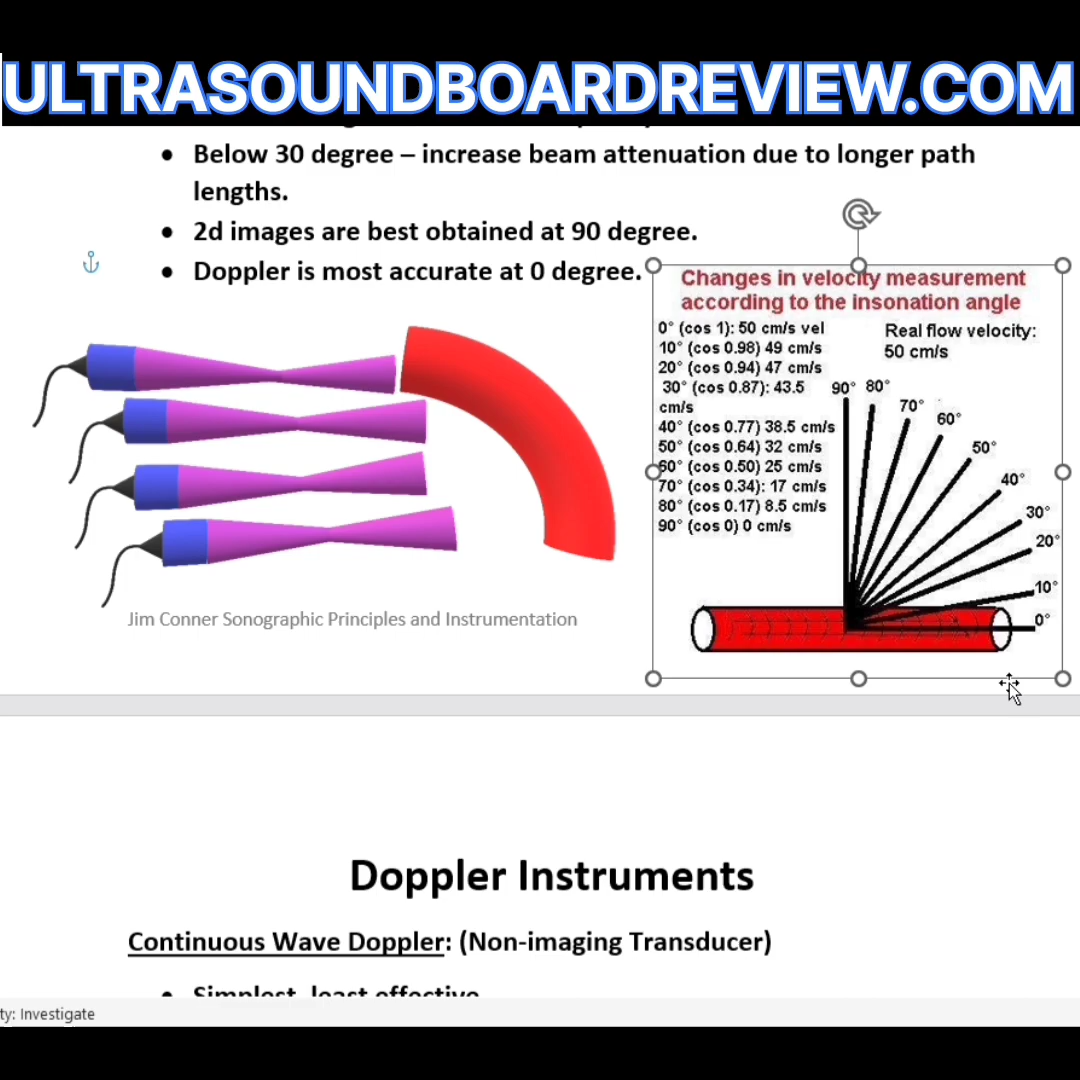 ULTRASOUNDBOARDREVIEW.COM
• Below 30 degree – increase beam attenuation due to longer path
lengths.
• 2d images are best obtained at 90 degree.
• Doppler is most accurate at 0 degree.
Changes in velocity measurement
according to the insonation angle
0° (cos 1): 50 cm/s vel
10° (cos 0.98) 49 cm/s
20° (cos 0.94) 47 cm/s
30° (cos 0.87): 43.5
cm/s
40° (cos 0.77) 38.5 cm/s
50° (cos 0.64) 32 cm/s
60° (cos 0.50) 25 cm/s
70° (cos 0.34): 17 cm/s
80° (cos 0.17) 8.5 cm/s
90° (cos 0) 0 cm/s
Real flow velocity:
50 cm/s
90°
80°
70°
60°
50°
40°
30°
20°
10°
0°
Jim Conner Sonographic Principles and Instrumentation
Doppler Instruments
Continuous Wave Doppler: (Non-imaging Transducer)
• Simplest, least effective
ty: Investigate